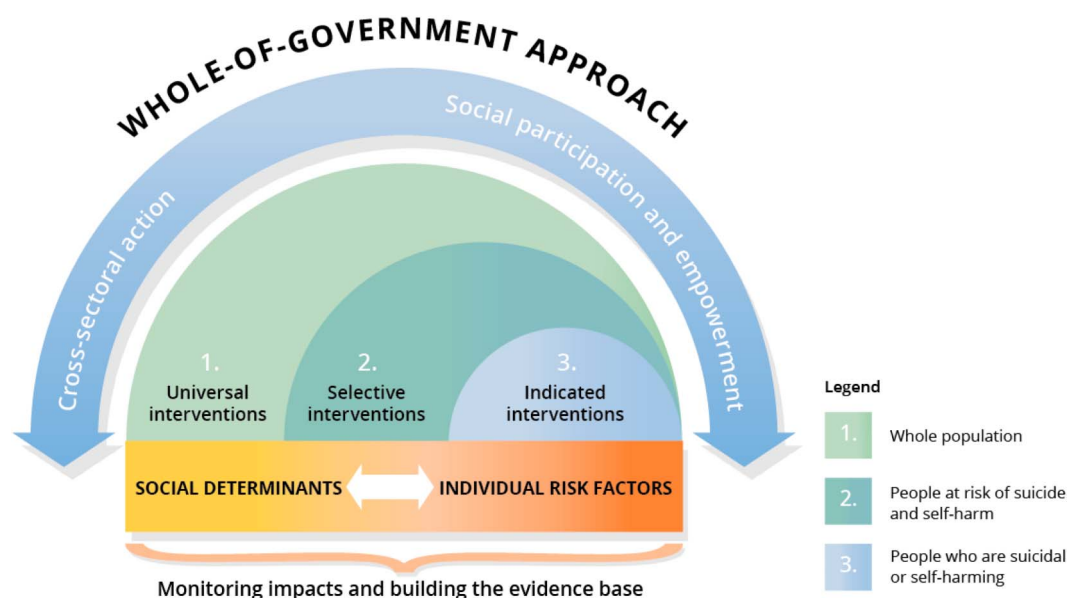 WHOLE-OF-GOVERNMENT APPROACH
Cross-sectoral action
Social participation and empowerment
1.
Universal
interventions
2.
Selective
interventions
3.
Indicated
interventions
SOCIAL DETERMINANTS
INDIVIDUAL RISK FACTORS
Monitoring impacts and building the evidence base
Legend
1.
Whole population
2.
People at risk of suicide
and self-harm
3.
People who are suicidal
or self-harming